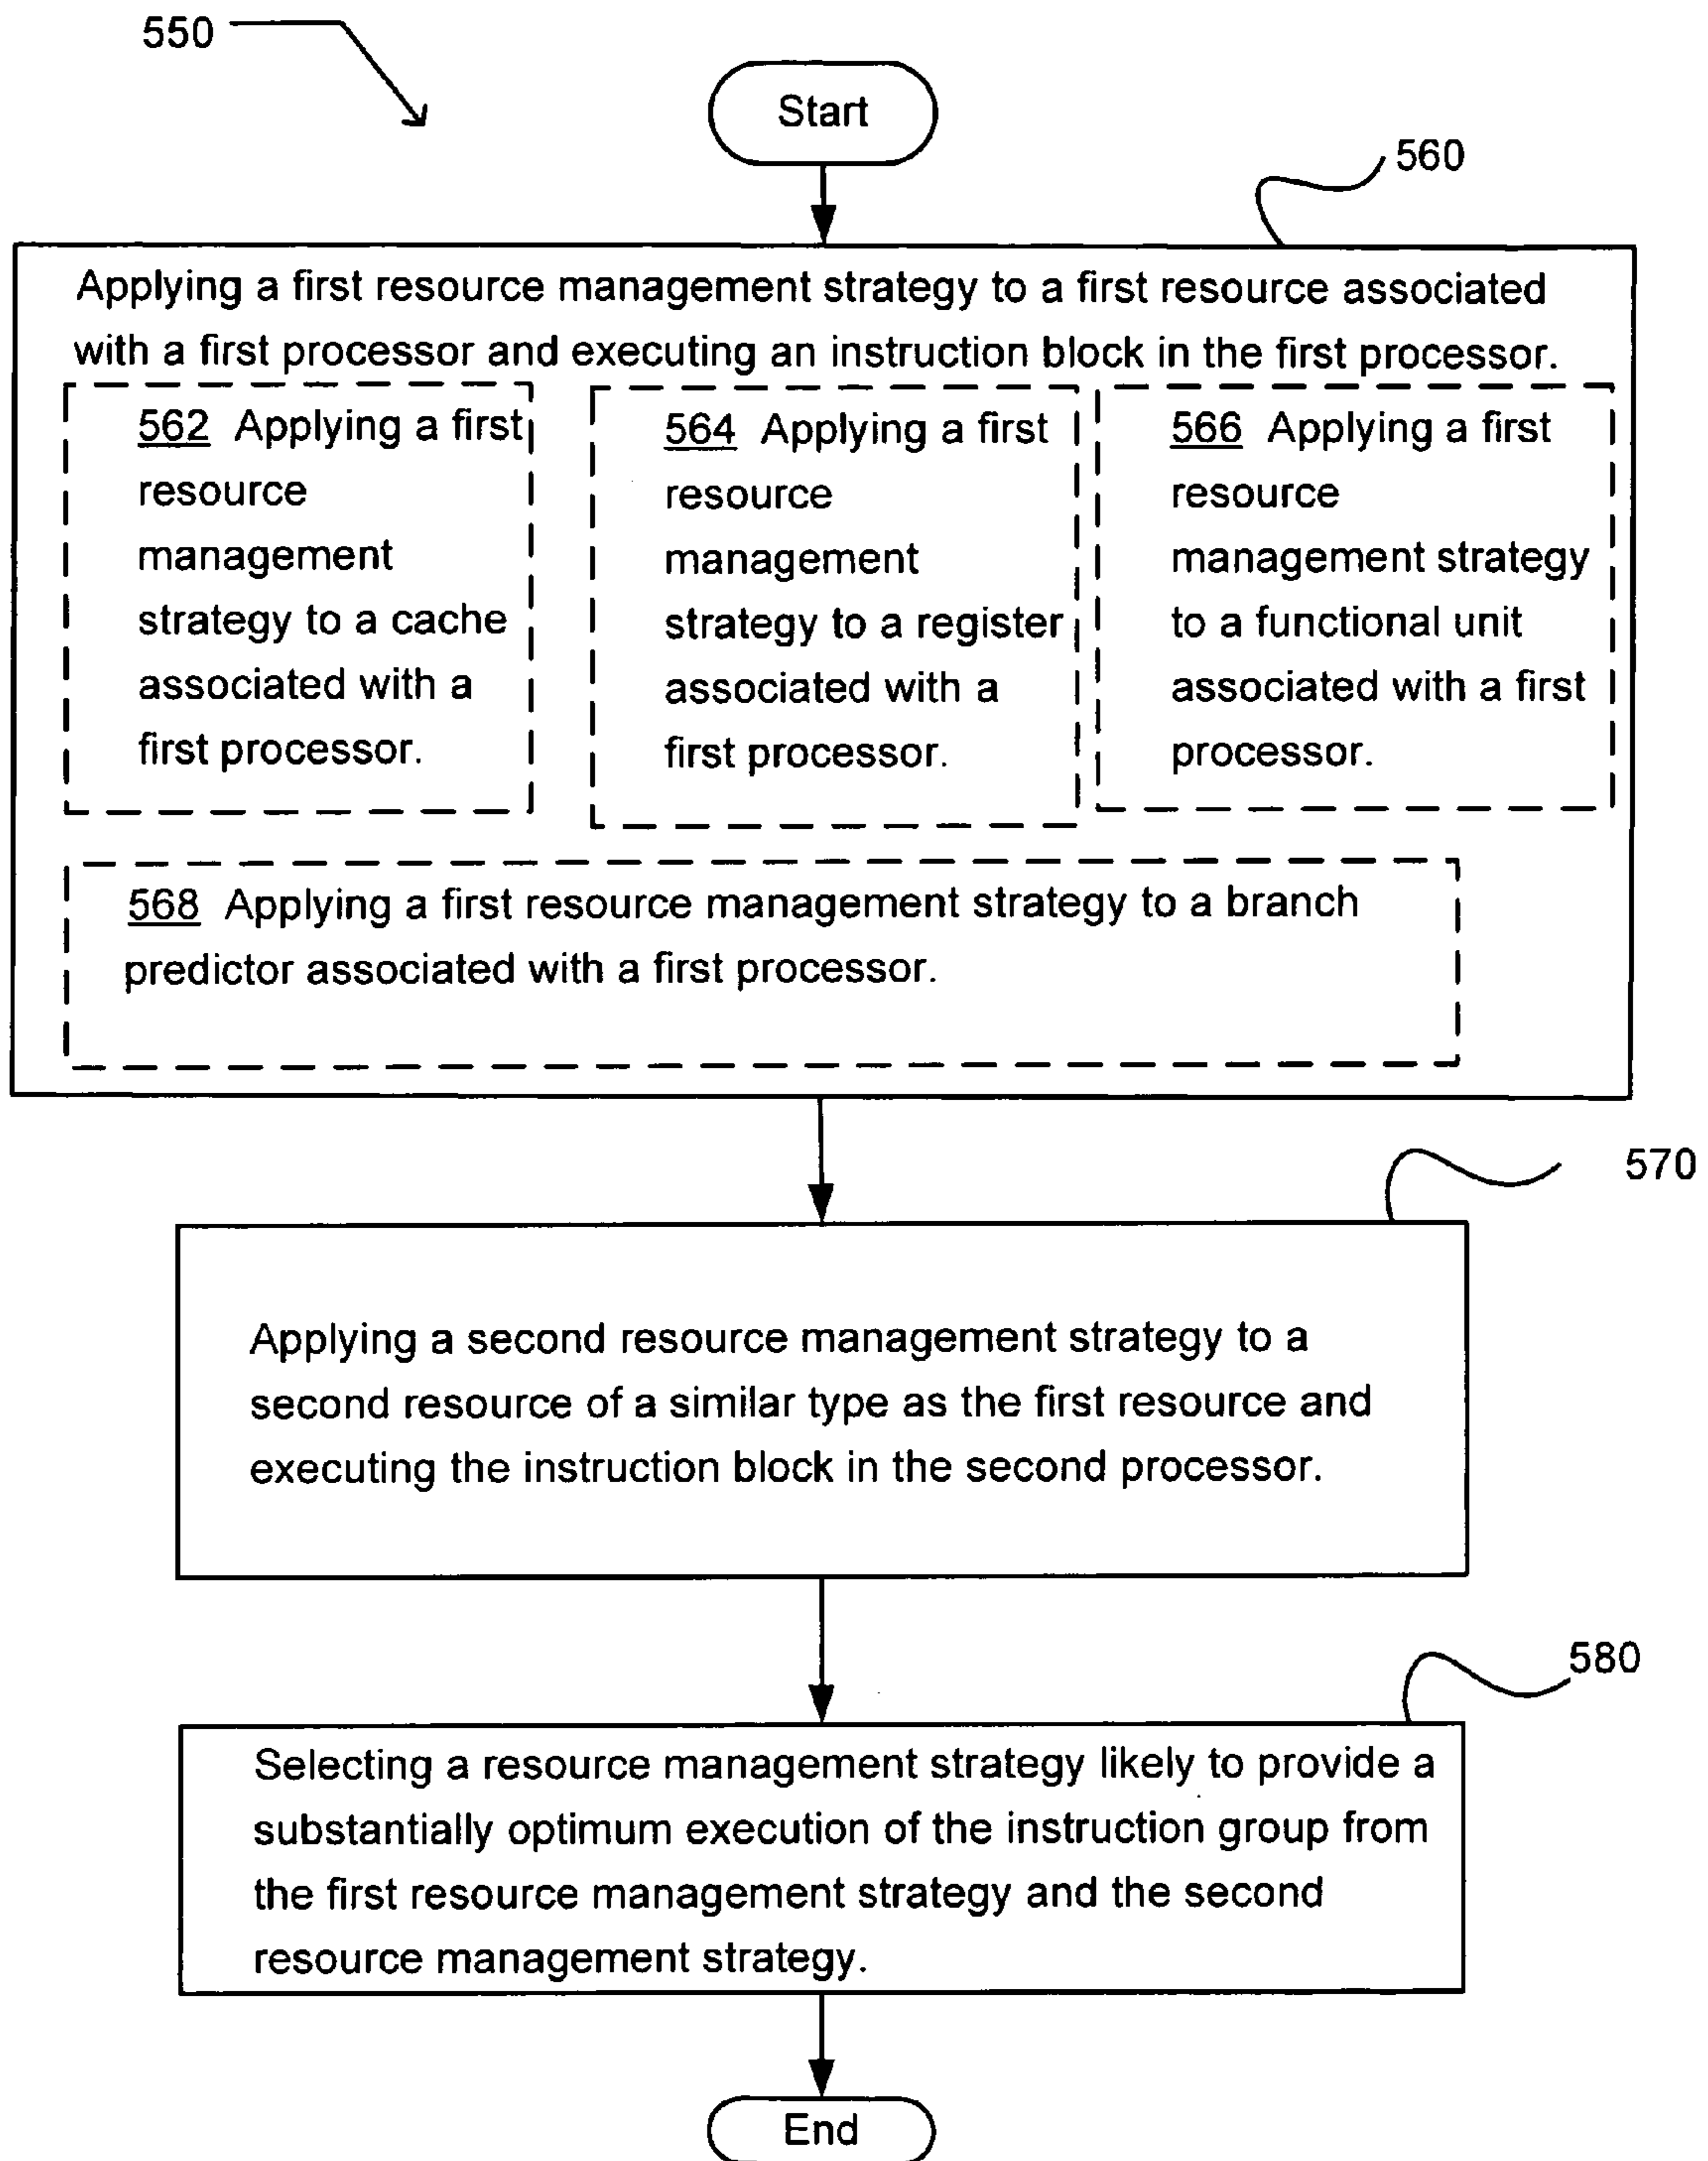 550
Start
560
Applying a first resource management strategy to a first resource associated
with a first processor and executing an instruction block in the first processor.
562 Applying a first
resource
management
strategy to a cache
associated with a
first processor.
564 Applying a first
resource
management
strategy to a register
associated with a
first processor.
566 Applying a first
resource
management strategy
to a functional unit
associated with a first
processor.
568 Applying a first resource management strategy to a branch
predictor associated with a first processor.
570
Applying a second resource management strategy to a
second resource of a similar type as the first resource and
executing the instruction block in the second processor.
580
Selecting a resource management strategy likely to provide a
substantially optimum execution of the instruction group from
the first resource management strategy and the second
resource management strategy.
End